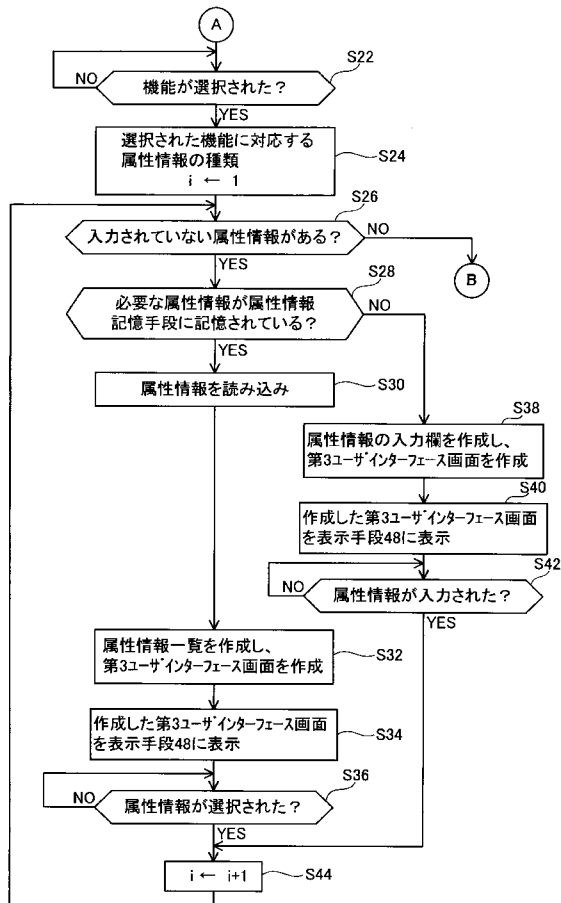 A
S22
機能が選択された？
NO
YES
選択された機能に対応する
属性情報の種類
i ← 1
S24
S26
入力されていない属性情報がある？
NO
YES
B
S28
必要な属性情報が属性情報
記憶手段に記憶されている？
NO
YES
属性情報を読み込み
S30
S38
属性情報の入力欄を作成し、
第3ユーザインターフェース画面を作成
S40
作成した第3ユーザインターフェース画面
を表示手段48に表示
S42
NO
属性情報が入力された？
YES
属性情報一覧を作成し、
第3ユーザインターフェース画面を作成
S32
作成した第3ユーザインターフェース画面
を表示手段48に表示
S34
S36
NO
属性情報が選択された？
YES
i ← i+1
S44